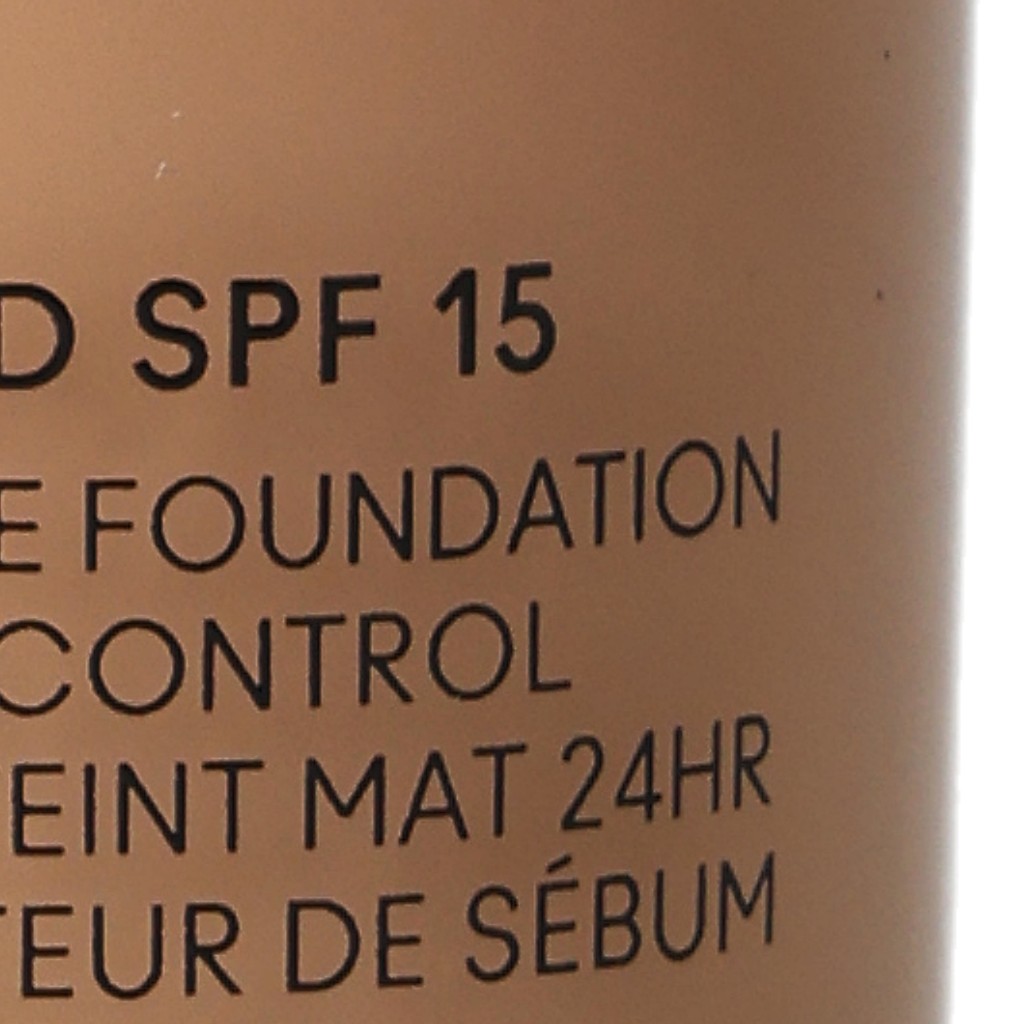 D SPF 15
E FOUNDATION
CONTROL
EINT MAT 24HR
TEUR DE SÉBUM